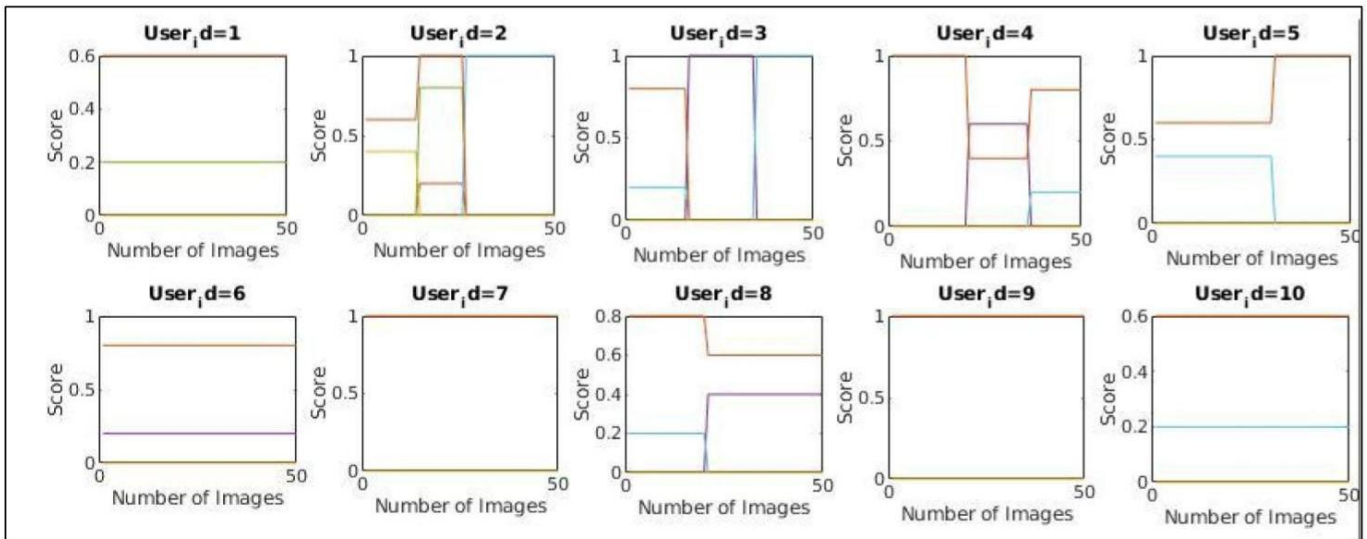 User_id=1
User_id=2
User_id=3
User_id=4
User_id=5
0.6
0.4
0.2
0
0
50
Score
Number of Images
1
0.5
0
0
50
Score
Number of Images
1
0.5
0
0
50
Score
Number of Images
1
0.5
0
0
50
Score
Number of Images
1
0.5
0
0
50
Score
Number of Images
User_id=6
User_id=7
User_id=8
User_id=9
User_id=10
1
0.5
0
0
50
Score
Number of Images
1
0.5
0
0
50
Score
Number of Images
0.8
0.6
0.4
0.2
0
0
50
Score
Number of Images
1
0.5
0
0
50
Score
Number of Images
0.6
0.4
0.2
0
0
50
Score
Number of Images